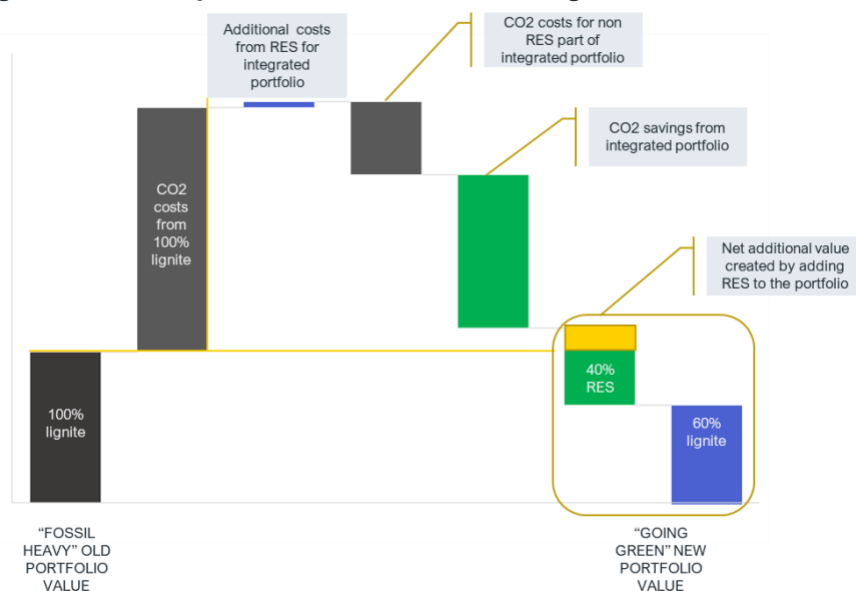 Additional costs
from RES for
integrated
portfolio
CO2 costs for non
RES part of
integrated portfolio
CO2 savings from
integrated portfolio
CO2
costs
from
100%
lignite
Net additional value
created by adding
RES to the portfolio
100%
lignite
40%
RES
60%
lignite
“FOSSIL
HEAVY” OLD
PORTFOLIO
VALUE
“GOING
GREEN” NEW
PORTFOLIO
VALUE